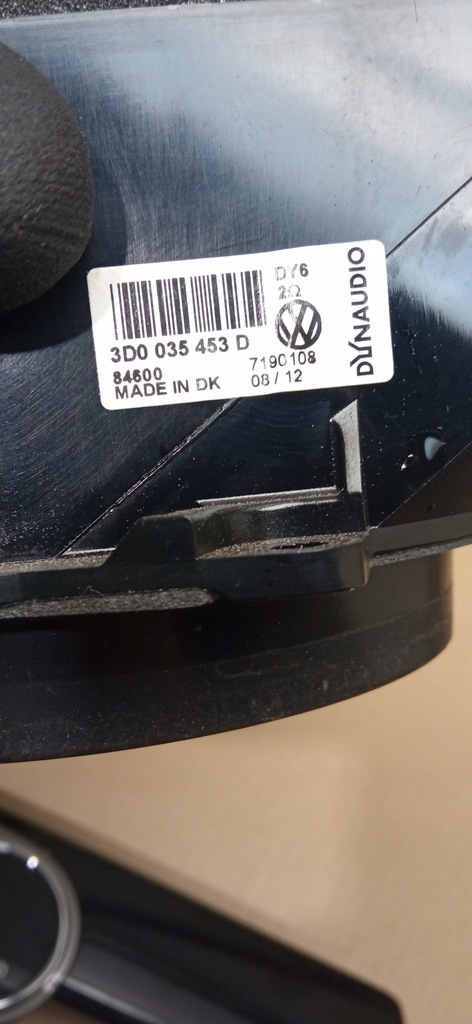 DY6
2Ω
3D0 035 453 D
84600
7190108
MADE IN DK
08/12
DYNAUDIO